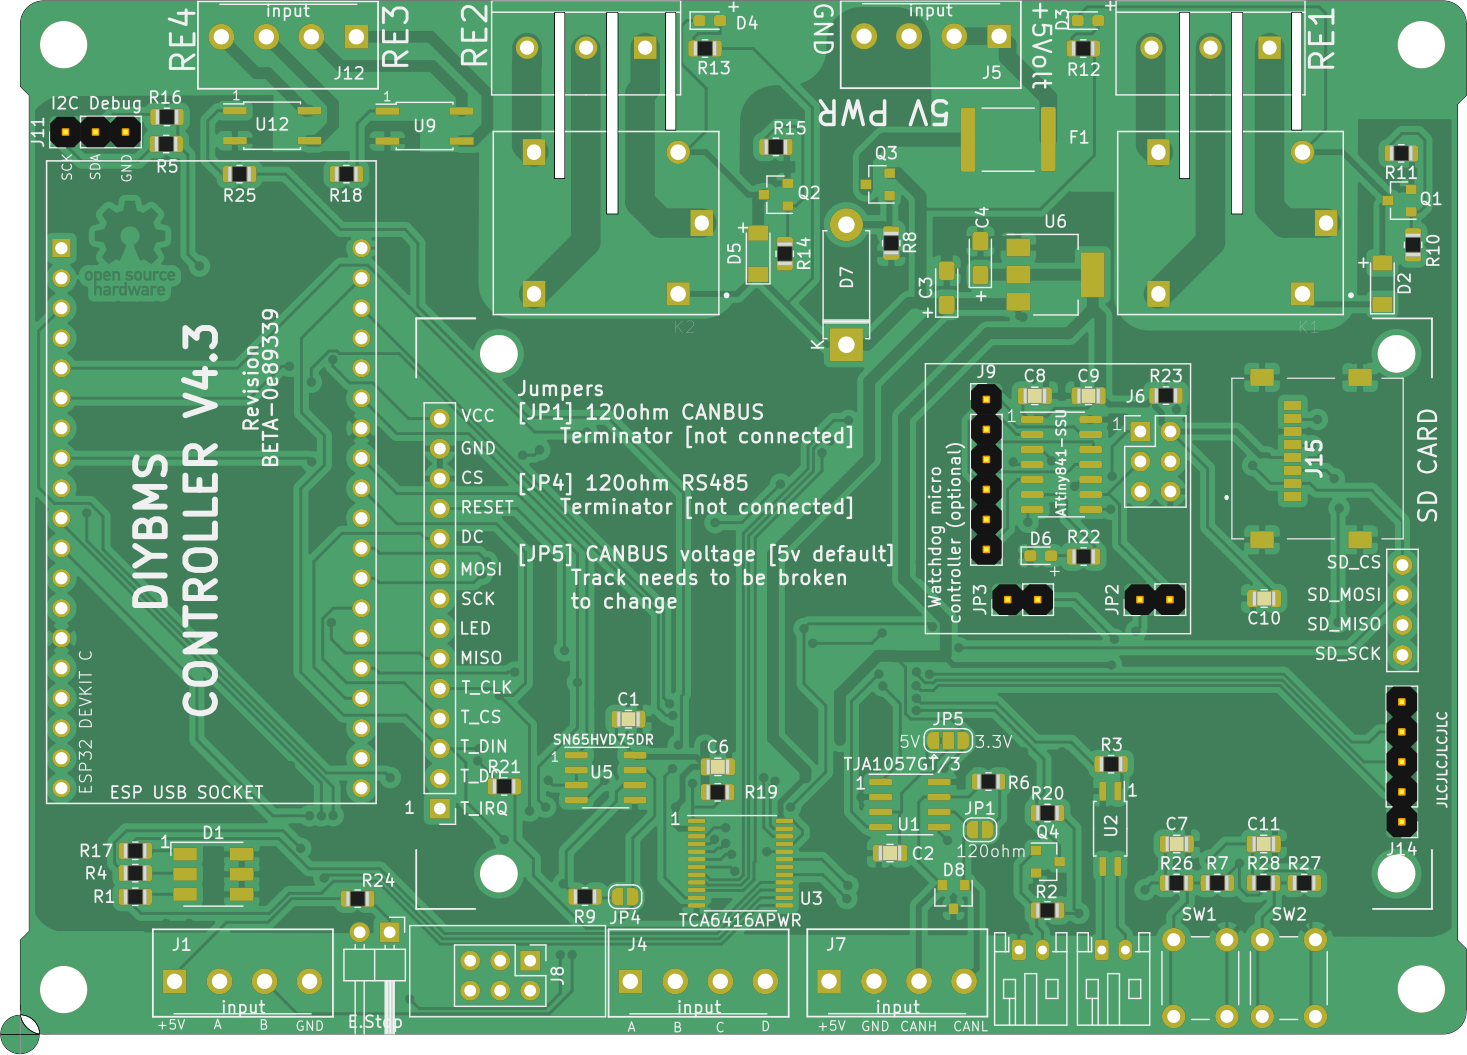 RE4
input
J12
RE3
RE2
+
D4
R13
GND
input
J5
+5Volt
D3
+
R12
RE1
I2C Debug
R16
1
U12
1
U9
J11
R5
SCK
SDA
GND
R25
R18
R15
Q2
Q3
5V PWR
F1
R11
Q1
open source
hardware
+
D5
R14
D7
R8
C4
+
C3
+
U6
R10
+
D2
K2
K
K1
DIYBMS
CONTROLLER V4.3
Revision
BETA-0e89339
ESP32 DEVKIT C
ESP USB SOCKET
VCC
GND
CS
RESET
DC
MOSI
SCK
LED
MISO
T_CLK
T_CS
T_DIN
T_IRQ
1
Jumpers
[JP1] 120ohm CANBUS
Terminator [not connected]
[JP4] 120ohm RS485
Terminator [not connected]
[JP5] CANBUS voltage [5v default]
Track needs to be broken
to change
J9
C8
C9
J6
R23
1
1
ATtiny841-SSU
Watchdog micro
controller (optional)
D6
R22
+
JP3
JP2
J15
SD CARD
C10
SD_CS
SD_MOSI
SD_MISO
SD_SCK
C1
SN65HVD75DR
1
U5
R21
C6
R19
1
U3
TCA6416APWR
JP5
5V
3.3V
TJA1057GT/3
1
U1
R6
JP1
120ohm
C2
D8
R20
Q4
R2
R3
1
U2
C7
C11
R26
R7
R28
R27
JLCJLCJLCJLC
J14
R17
R4
R1
1
D1
R24
R9
JP4
SW1
SW2
J1
input
+5V
A
B
GND
E.Stop
J8
J4
input
A
B
C
D
J7
input
+5V
GND
CANH
CANL